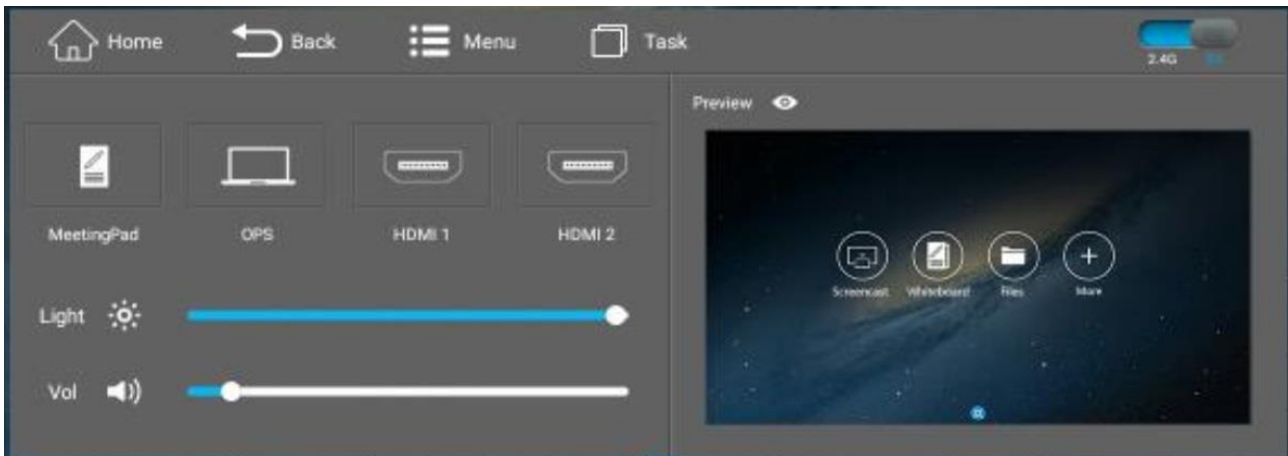 Home Back Menu Task
2.4G
Preview
MeetingPad OPS HDMI 1 HDMI 2
Light
Vol
Screencast Whiteboard Files More